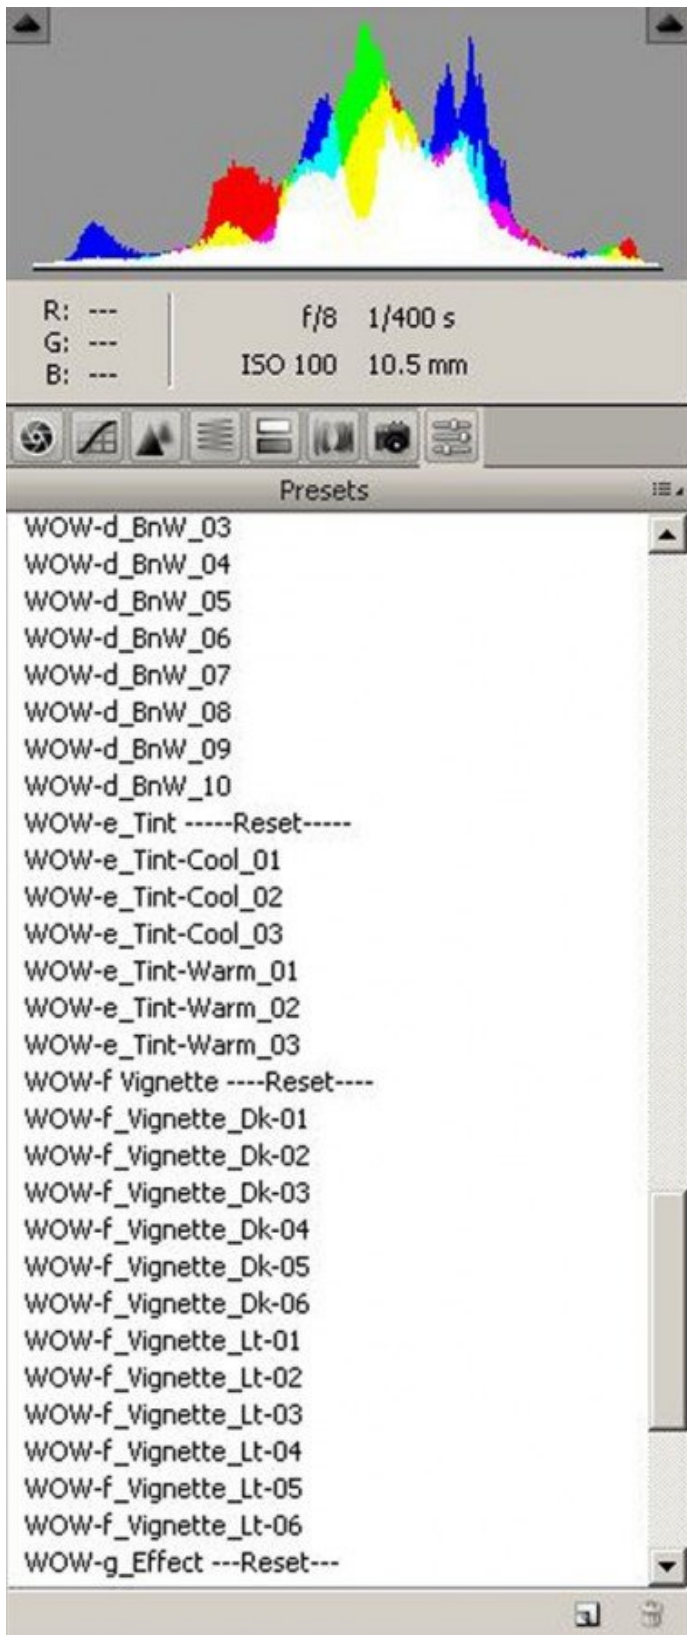 R: ---
G: ---
B: ---
f/8 1/400 s
ISO 100 10.5 mm
Presets
WOW-d_BnW_03
WOW-d_BnW_04
WOW-d_BnW_05
WOW-d_BnW_06
WOW-d_BnW_07
WOW-d_BnW_08
WOW-d_BnW_09
WOW-d_BnW_10
WOW-e_Tint -----Reset-----
WOW-e_Tint-Cool_01
WOW-e_Tint-Cool_02
WOW-e_Tint-Cool_03
WOW-e_Tint-Warm_01
WOW-e_Tint-Warm_02
WOW-e_Tint-Warm_03
WOW-f Vignette ----Reset----
WOW-f_Vignette_Dk-01
WOW-f_Vignette_Dk-02
WOW-f_Vignette_Dk-03
WOW-f_Vignette_Dk-04
WOW-f_Vignette_Dk-05
WOW-f_Vignette_Dk-06
WOW-f_Vignette_Lt-01
WOW-f_Vignette_Lt-02
WOW-f_Vignette_Lt-03
WOW-f_Vignette_Lt-04
WOW-f_Vignette_Lt-05
WOW-f_Vignette_Lt-06
WOW-g_Effect ---Reset---